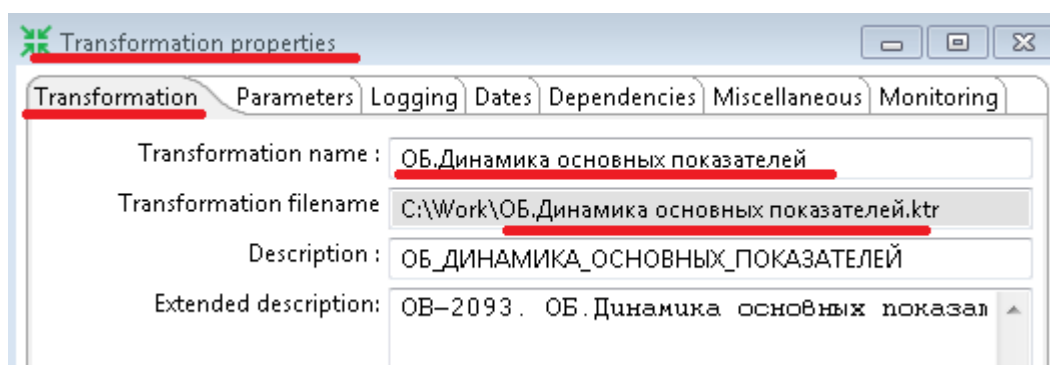 Transformation properties
Transformation Parameters Logging Dates Dependencies Miscellaneous Monitoring
Transformation name : ОБ.Динамика основных показателей
Transformation filename C:\Work\ОБ.Динамика основных показателей.ktr
Description : ОБ_ДИНАМИКА_ОСНОВНЫХ_ПОКАЗАТЕЛЕЙ
Extended description: ОВ-2093. ОБ.Динамика основных показат